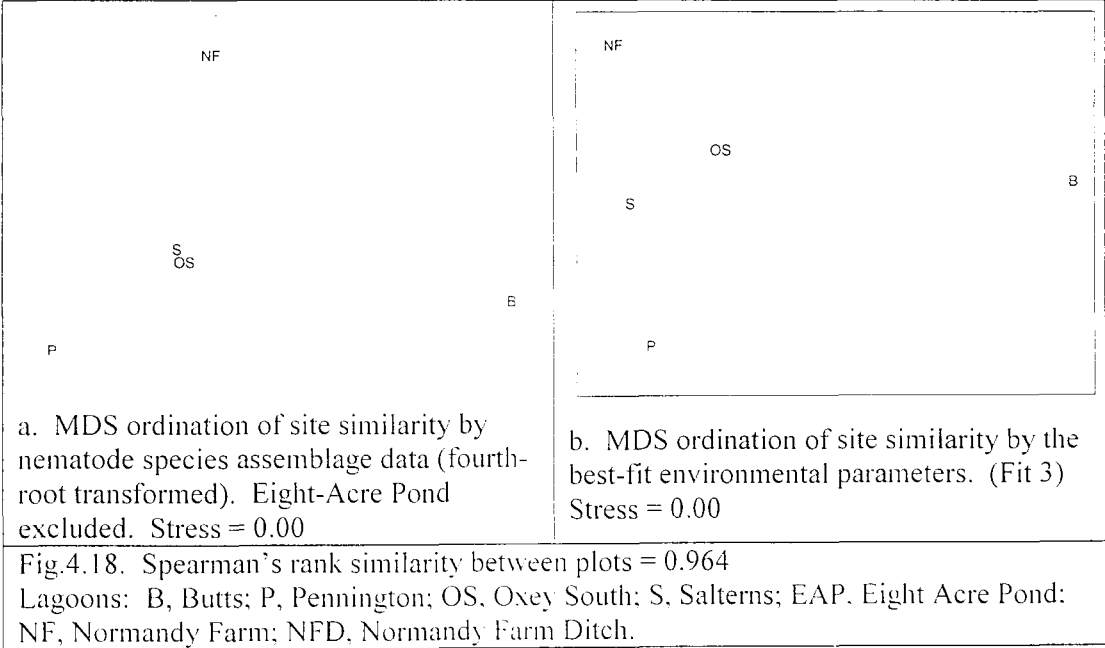 NF
S
OS
B
P
a. MDS ordination of site similarity by
nematode species assemblage data (fourth-
root transformed). Eight-Acre Pond
excluded. Stress = 0.00
NF
OS
B
S
P
b. MDS ordination of site similarity by the
best-fit environmental parameters. (Fit 3)
Stress = 0.00
Fig.4.18. Spearman's rank similarity between plots = 0.964
Lagoons: B, Butts; P, Pennington; OS, Oxey South; S, Salterns; EAP, Eight Acre Pond;
NF, Normandy Farm; NFD, Normandy Farm Ditch.